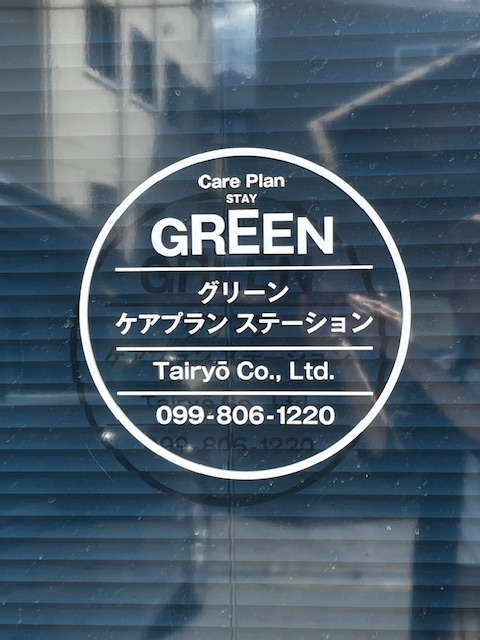 Care Plan
STAY
GREEN
グリーン
ケアプラン ステーション
Tairyō Co., Ltd.
099-806-1220